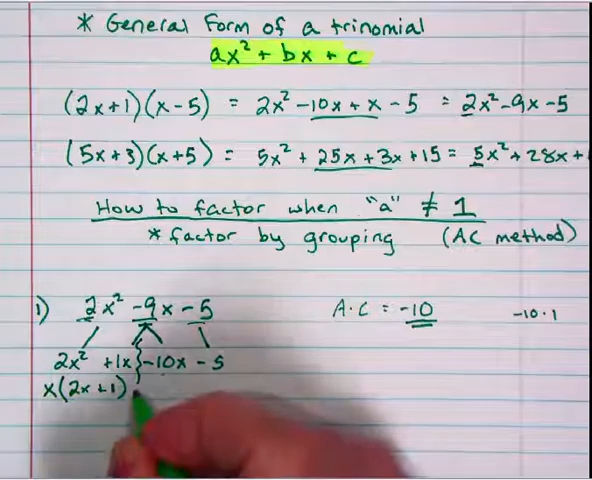 * General Form of a trinomial
ax² + bx + c
(2x+1)(x-5) = 2x² -10x + x - 5 = 2x² -9x -5
(5x+3)(x+5) = 5x² + 25x + 3x +15 = 5x² + 28x +
How to factor when "a" ≠ 1
* factor by grouping (AC method)
1) 2x² -9x -5 A·C = -10 -10·1
2x² +1x } -10x -5
x(2x+1)